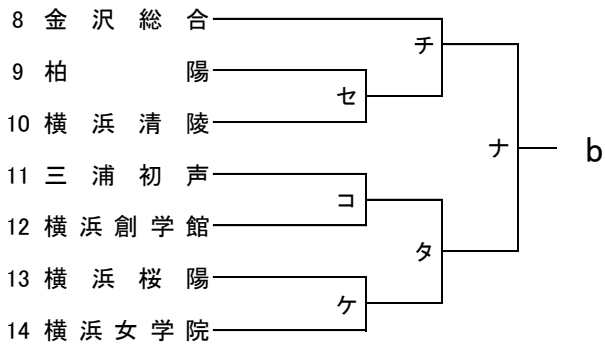 8 金沢総合
チ
9 柏陽
セ
10 横浜清陵
ナ b
11 三浦初声
コ
12 横浜創学館
タ
13 横浜桜陽
ケ
14 横浜女学院